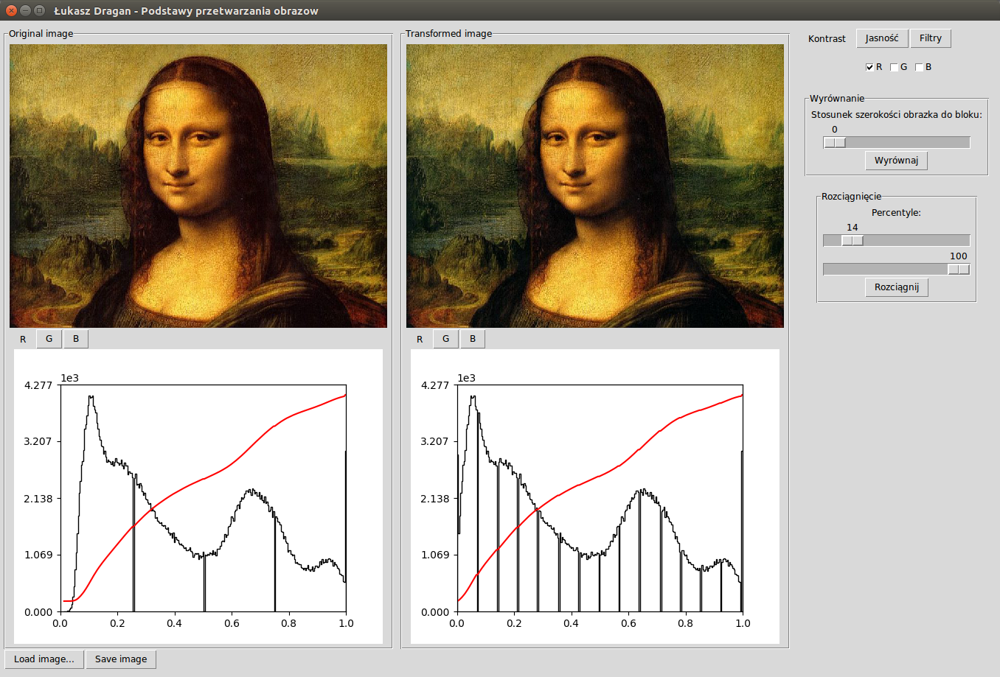 Łukasz Dragan - Podstawy przetwarzania obrazow
Original image
R G B
1e3
4.277
3.207
2.138
1.069
0.000
0.0 0.2 0.4 0.6 0.8 1.0
Load image... Save image
Transformed image
R G B
1e3
4.277
3.207
2.138
1.069
0.000
0.0 0.2 0.4 0.6 0.8 1.0
Kontrast Jasność Filtry
R G B
Wyrównanie
Stosunek szerokości obrazka do bloku:
0
Wyrównaj
Rozciągnięcie
Percentyle:
14
100
Rozciągnij